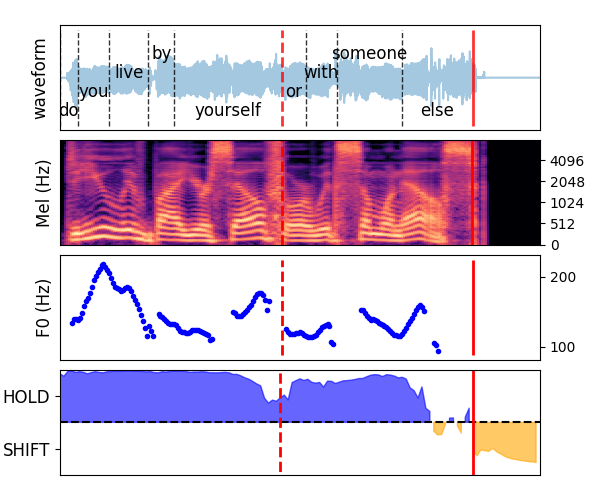 waveform
by
someone
live
with
you
or
do
yourself
else
Mel (Hz)
4096
2048
1024
512
0
F0 (Hz)
200
100
HOLD
SHIFT